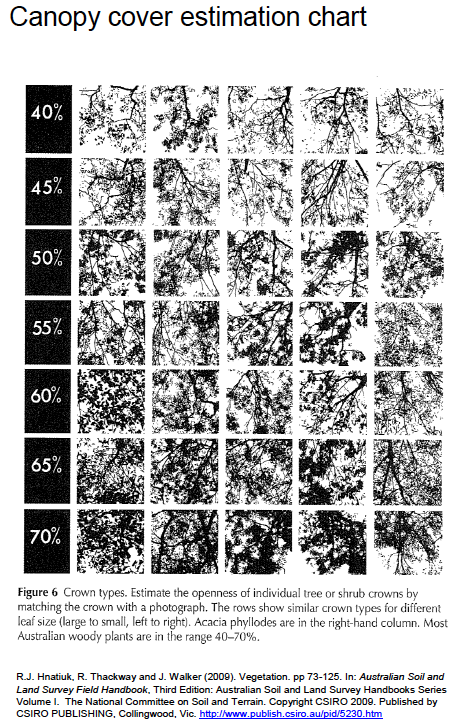 Canopy cover estimation chart
40%
45%
50%
55%
60%
65%
70%
Figure 6 Crown types. Estimate the openness of individual tree or shrub crowns by
matching the crown with a photograph. The rows show similar crown types for different
leaf size (large to small, left to right). Acacia phyllodes are in the right-hand column. Most
Australian woody plants are in the range 40–70%.
R.J. Hnatiuk, R. Thackway and J. Walker (2009). Vegetation. pp 73-125. In: Australian Soil and
Land Survey Field Handbook, Third Edition: Australian Soil and Land Survey Handbooks Series
Volume I. The National Committee on Soil and Terrain. Copyright CSIRO 2009. Published by
CSIRO PUBLISHING, Collingwood, Vic. http://www.publish.csiro.au/pid/5230.htm